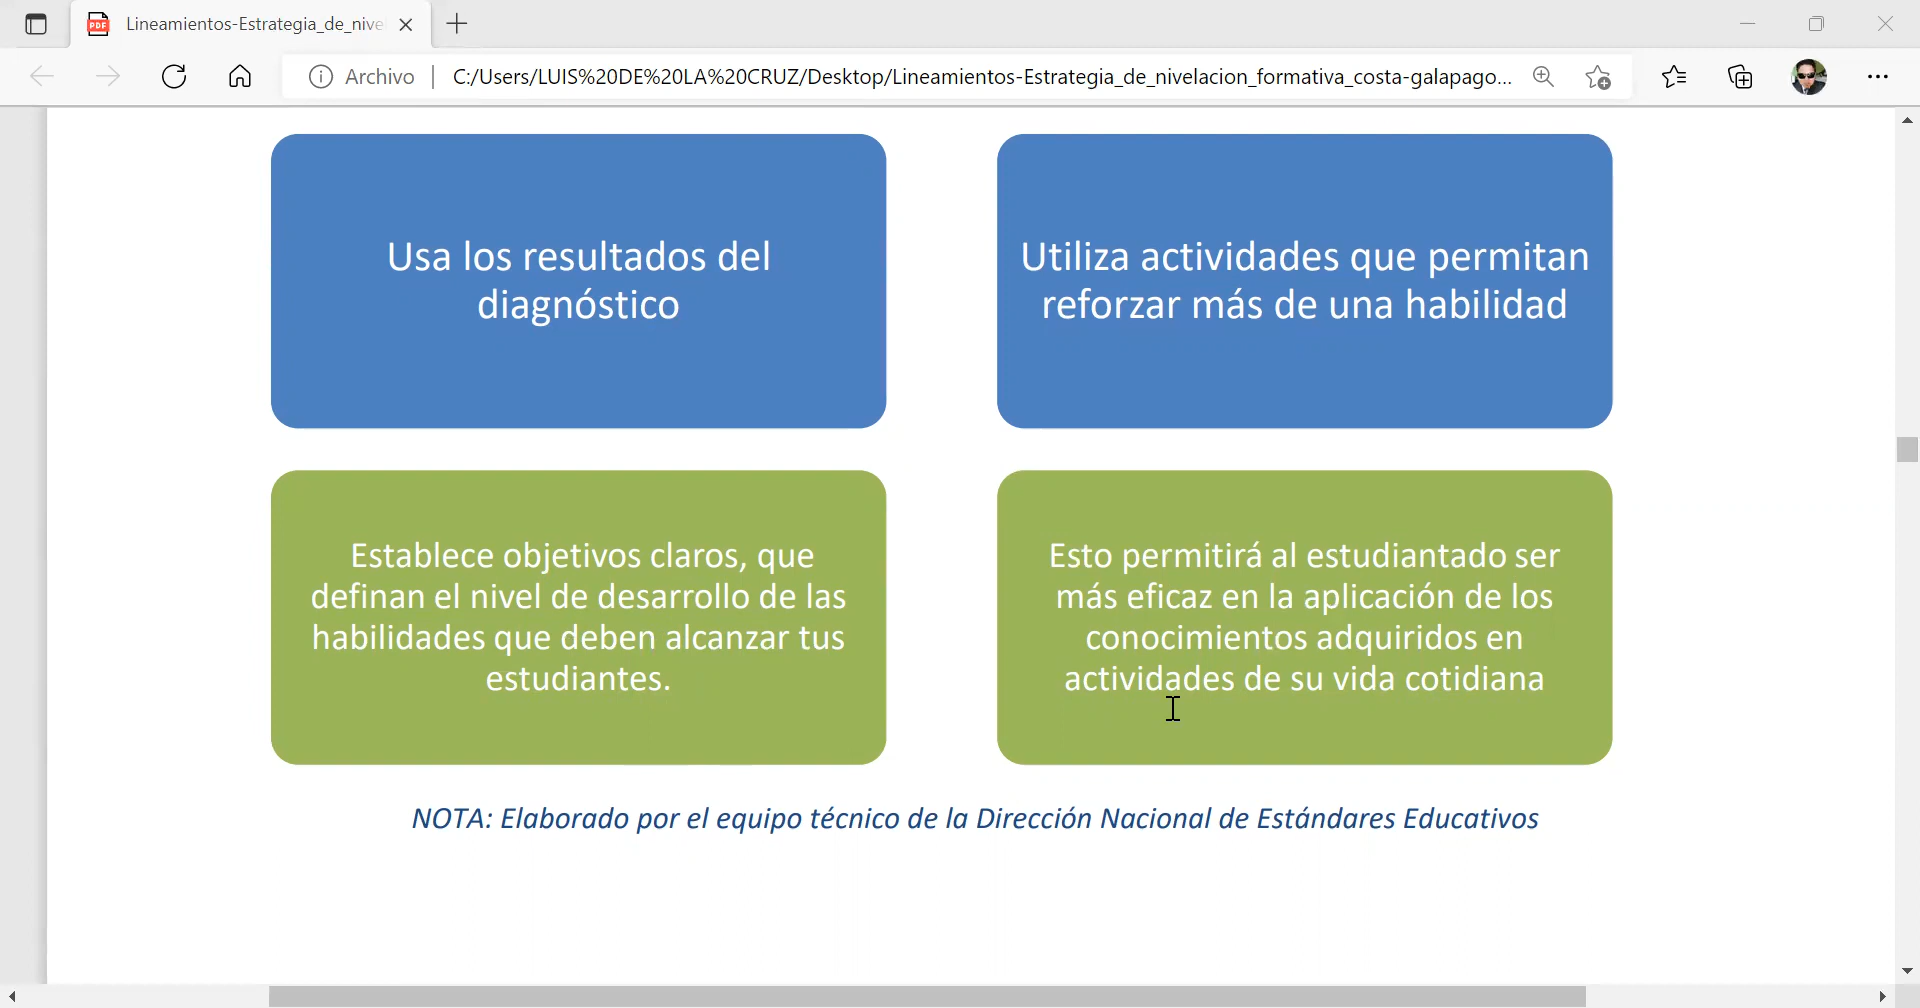 Lineamientos-Estrategia_de_nive
Archivo
C:/Users/LUIS%20DE%20LA%20CRUZ/Desktop/Lineamientos-Estrategia_de_nivelacion_formativa_costa-galapago...
Usa los resultados del
diagnóstico
Utiliza actividades que permitan
reforzar más de una habilidad
Establece objetivos claros, que
definan el nivel de desarrollo de las
habilidades que deben alcanzar tus
estudiantes.
Esto permitirá al estudiantado ser
más eficaz en la aplicación de los
conocimientos adquiridos en
actividades de su vida cotidiana
NOTA: Elaborado por el equipo técnico de la Dirección Nacional de Estándares Educativos